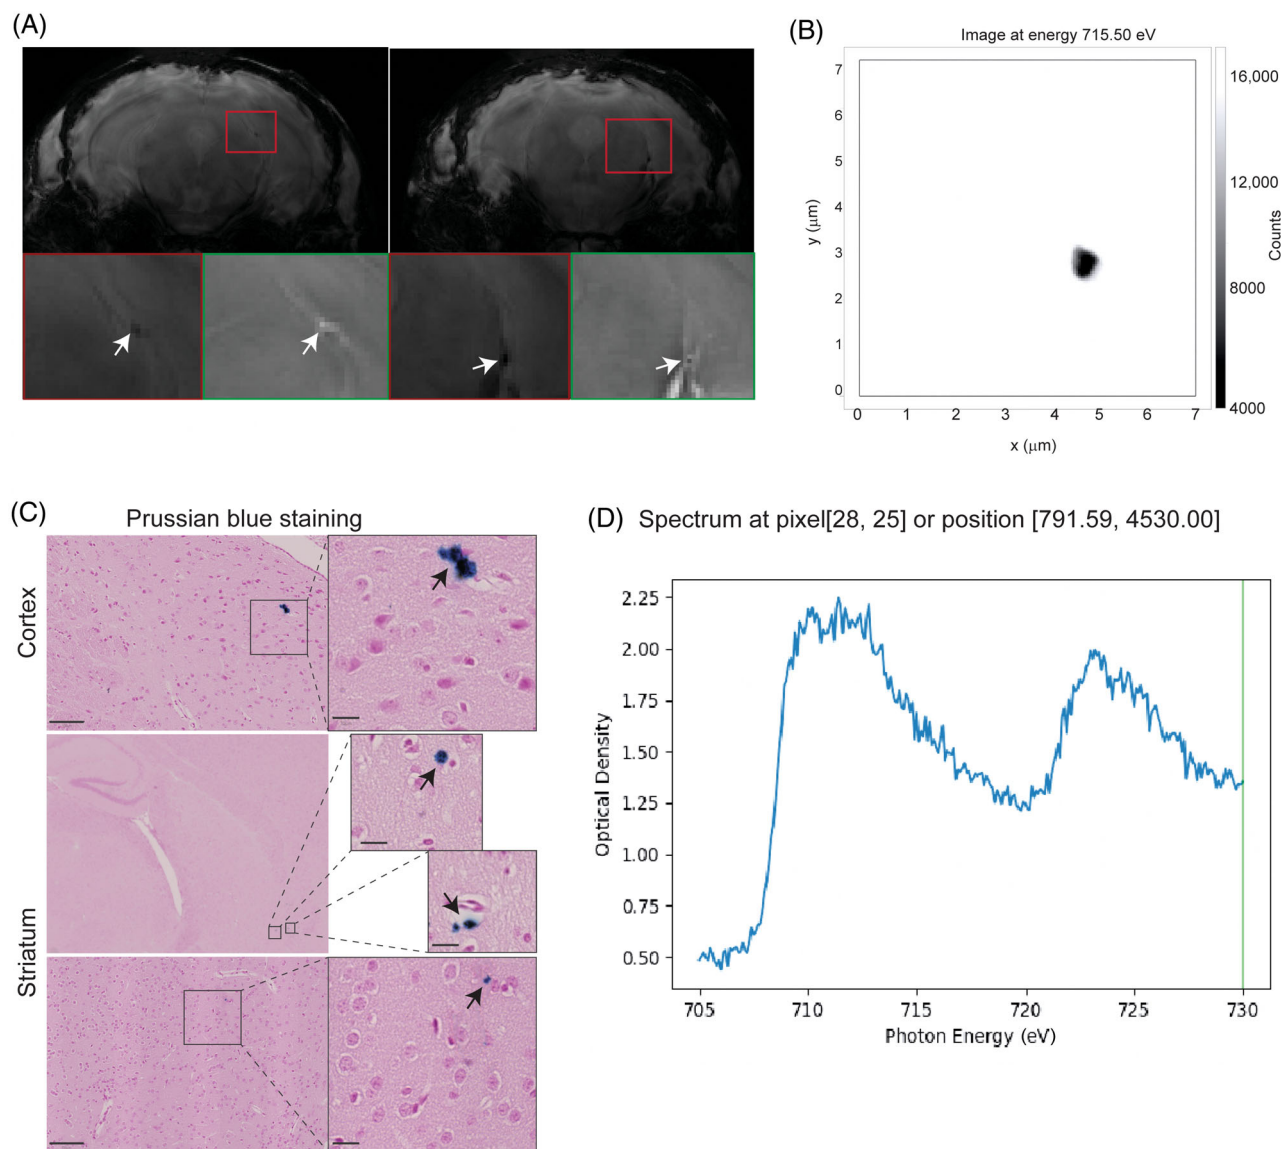 (A)
(B)
Image at energy 715.50 eV
7
6
5
4
3
2
1
0
y (μm)
0 1 2 3 4 5 6 7
x (μm)
16,000
12,000
8000
4000
Counts
(C)
Prussian blue staining
Cortex
Striatum
(D) Spectrum at pixel[28, 25] or position [791.59, 4530.00]
2.25
2.00
1.75
1.50
1.25
1.00
0.75
0.50
Optical Density
705 710 715 720 725 730
Photon Energy (eV)